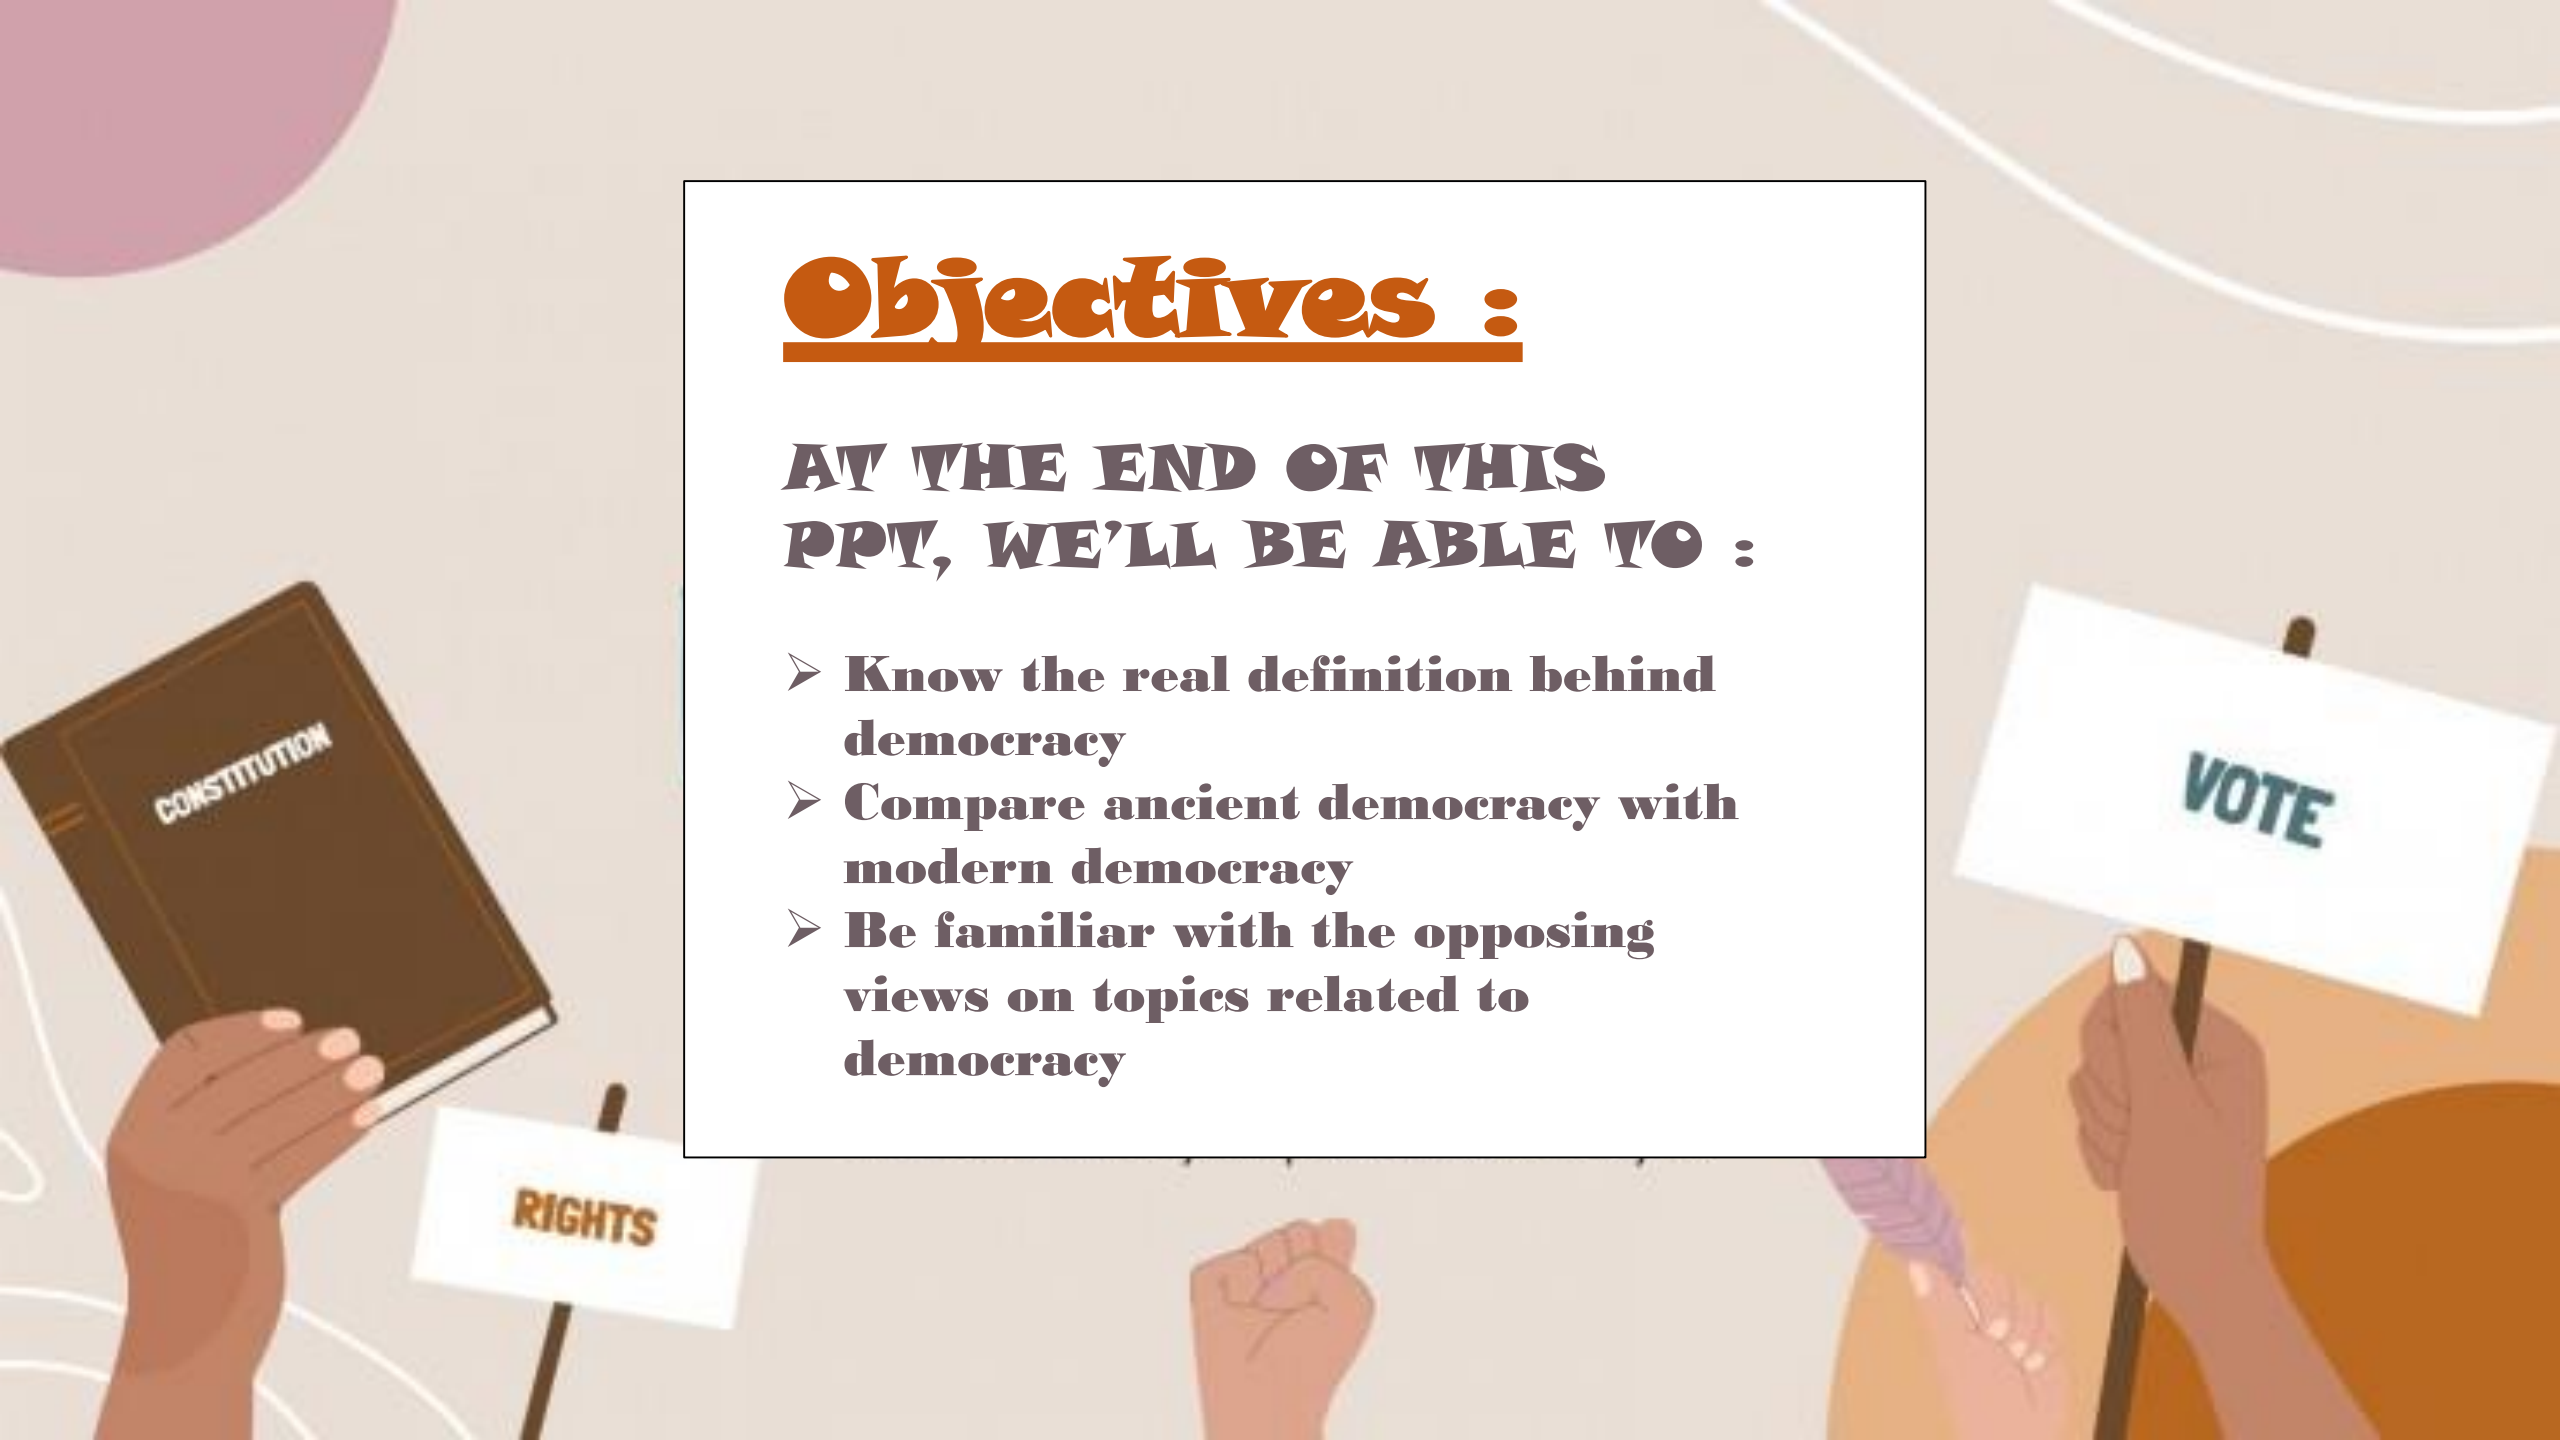 Objectives :
AT THE END OF THIS
PPT, WE’LL BE ABLE TO :
➢ Know the real definition behind
democracy
➢ Compare ancient democracy with
modern democracy
➢ Be familiar with the opposing
views on topics related to
democracy
CONSTITUTION
VOTE
RIGHTS